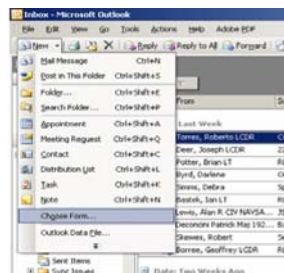 Inbox - Microsoft Outlook
File Edit View Go Tools Actions Help Adobe PDF
New Reply Reply to All Forward
Mail Message Ctrl+N
Post in This Folder Ctrl+Shift+S
Folder... Ctrl+Shift+E
Search Folder... Ctrl+Shift+P
Appointment Ctrl+Shift+A
Meeting Request Ctrl+Shift+Q
Contact Ctrl+Shift+C
Distribution List Ctrl+Shift+L
Task Ctrl+Shift+K
Note Ctrl+Shift+N
Choose Form...
Outlook Data File...
Sent Items
Sync Issues
From
Last Week
Torres, Roberto LCDR
Deer, Joseph LCDR
Potter, Brian LT
Byrd, Darlene
Simms, Debra
Bastek, Ian LT
Lewis, Alan R CIV NAVSA...
Decononi Patrick Maj 192...
Skewes, Robert
Borree, Geoffrey LCDR
Date: Two Weeks Ago